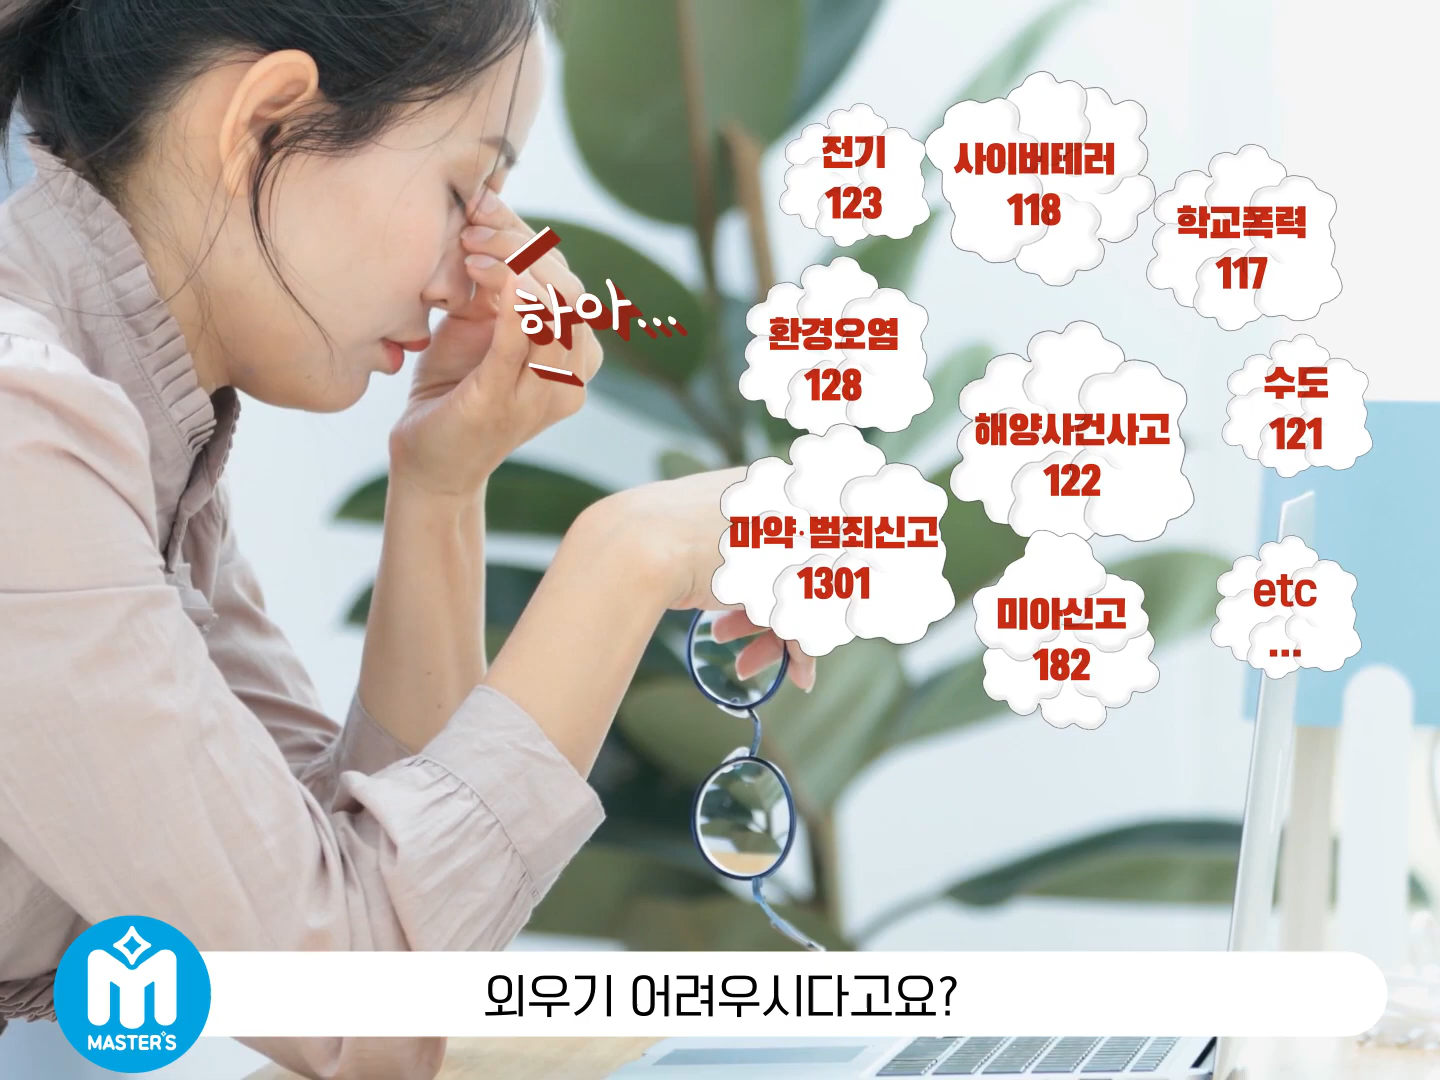 전기
123
사이버테러
118
학교폭력
117
하아...
환경오염
128
해양사건사고
122
수도
121
마약·범죄신고
1301
미아신고
182
etc
...
외우기 어려우시다고요?
MASTER'S